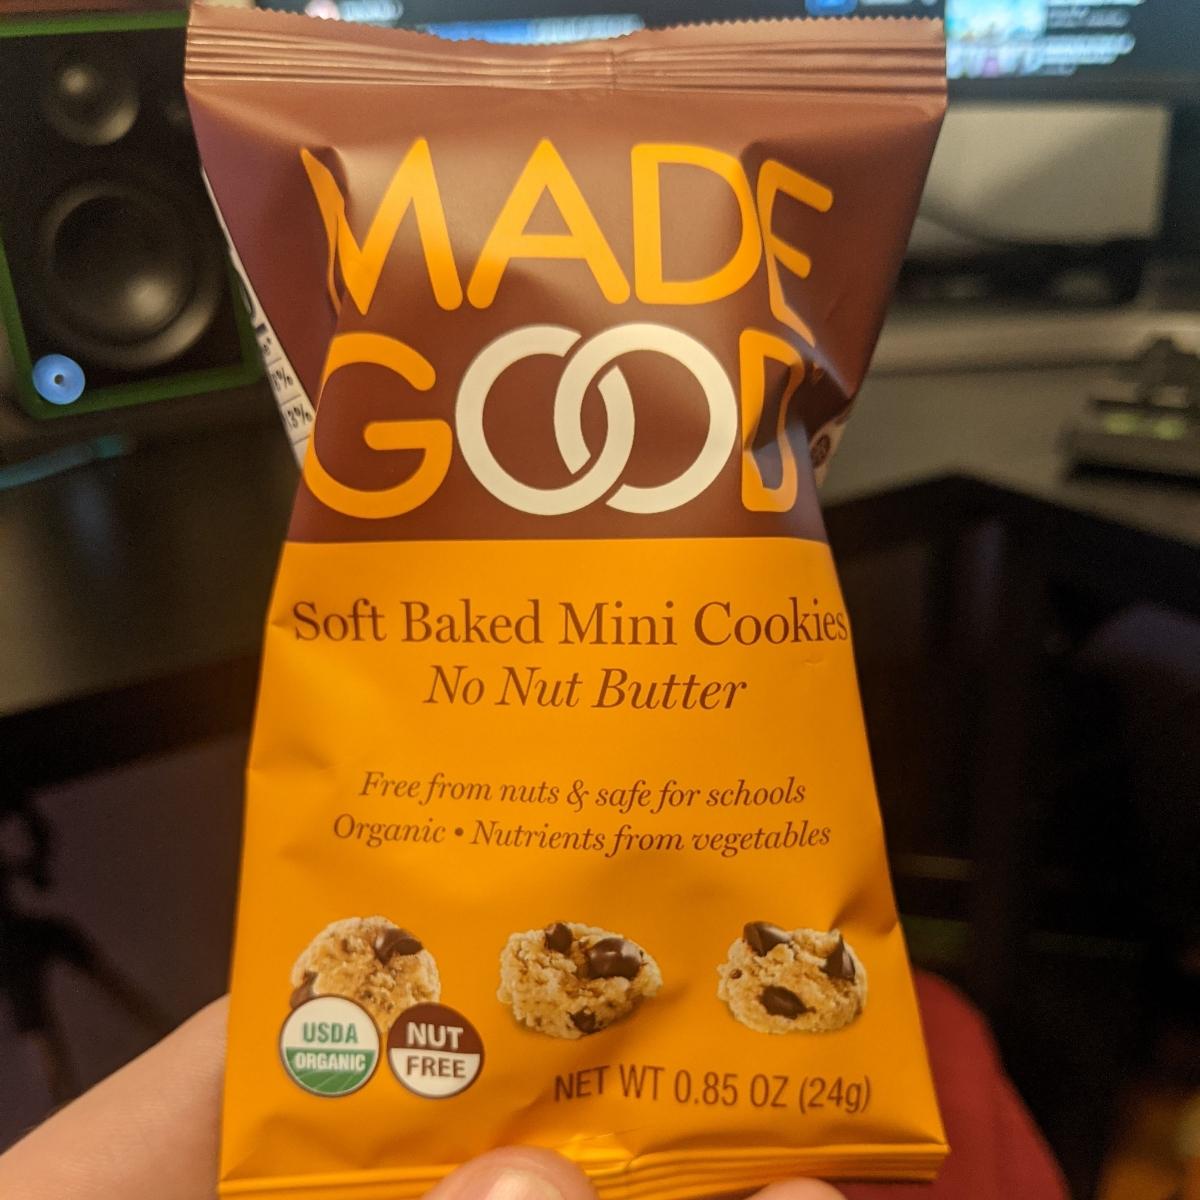 MADE
GOOD
Soft Baked Mini Cookies
No Nut Butter
Free from nuts & safe for schools
Organic • Nutrients from vegetables
USDA
ORGANIC
NUT
FREE
NET WT 0.85 OZ (24g)